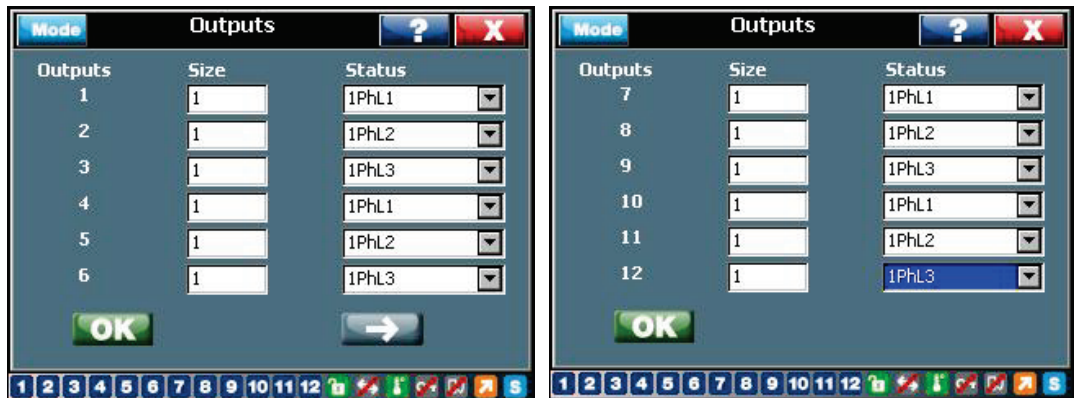 Mode Outputs ? X
Outputs Size Status
1 1 1PhL1
2 1 1PhL2
3 1 1PhL3
4 1 1PhL1
5 1 1PhL2
6 1 1PhL3
OK
1 2 3 4 5 6 7 8 9 10 11 12 S
Mode Outputs ? X
Outputs Size Status
7 1 1PhL1
8 1 1PhL2
9 1 1PhL3
10 1 1PhL1
11 1 1PhL2
12 1 1PhL3
OK
1 2 3 4 5 6 7 8 9 10 11 12 S